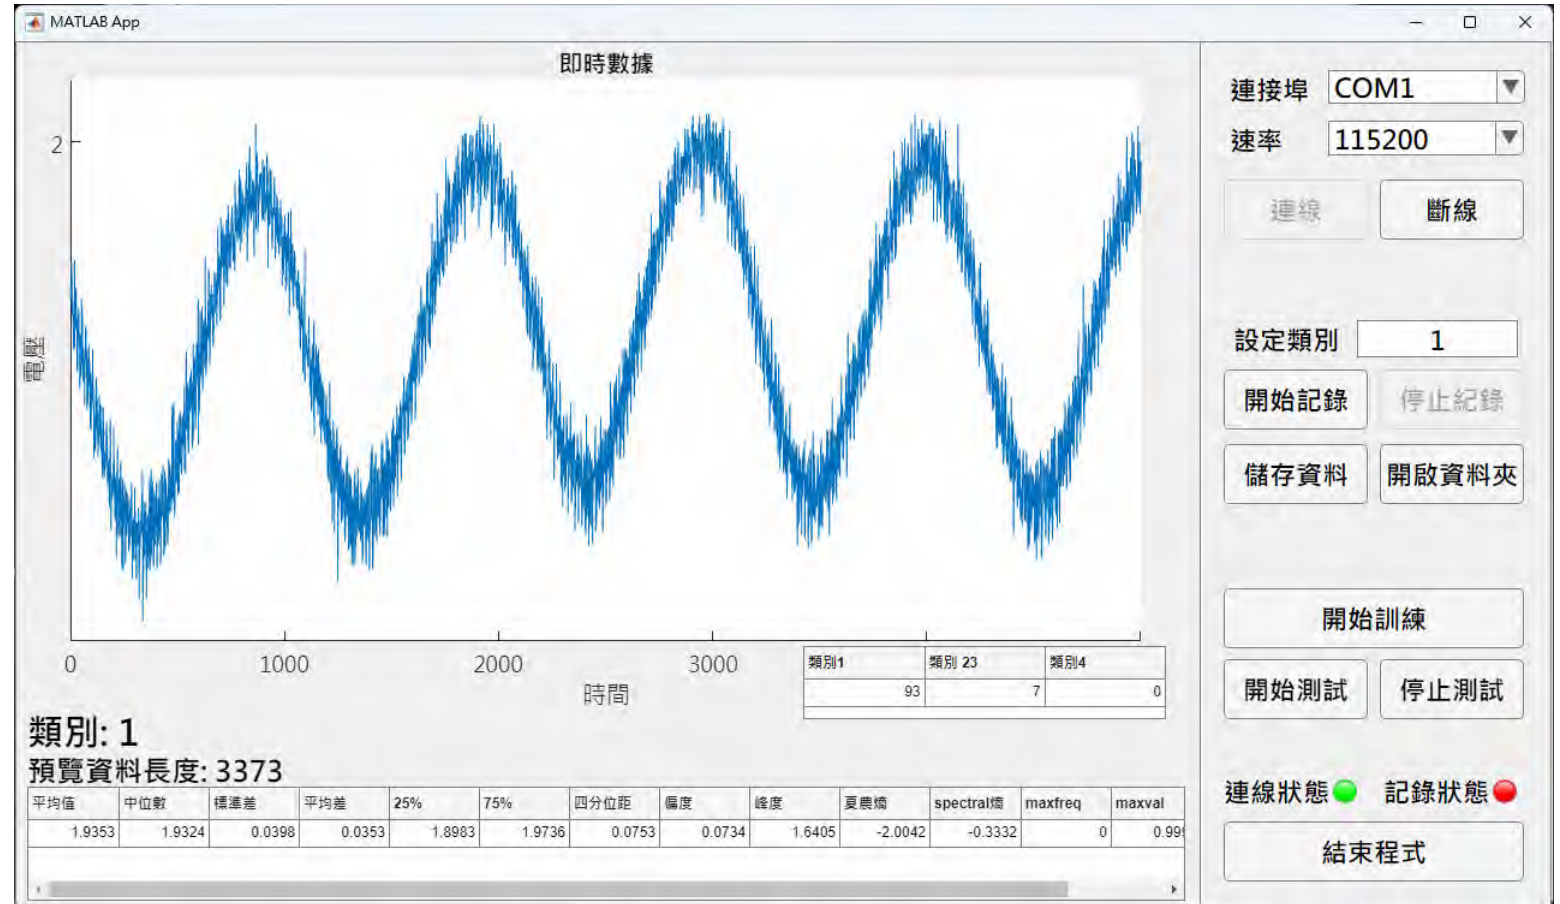 MATLAB App
即時數據
電壓
2
0 1000 2000 3000
時間
類別1 類別 23 類別4
93 7 0
類別: 1
預覽資料長度: 3373
平均值 中位數 標準差 平均差 25% 75% 四分位距 偏度 峰度 夏農熵 spectral熵 maxfreq maxval
1.9353 1.9324 0.0398 0.0353 1.8983 1.9736 0.0753 0.0734 1.6405 -2.0042 -0.3332 0
連接埠 COM1
速率 115200
連線 斷線
設定類別 1
開始記錄 停止紀錄
儲存資料 開啟資料夾
開始訓練
開始測試 停止測試
連線狀態 記錄狀態
結束程式